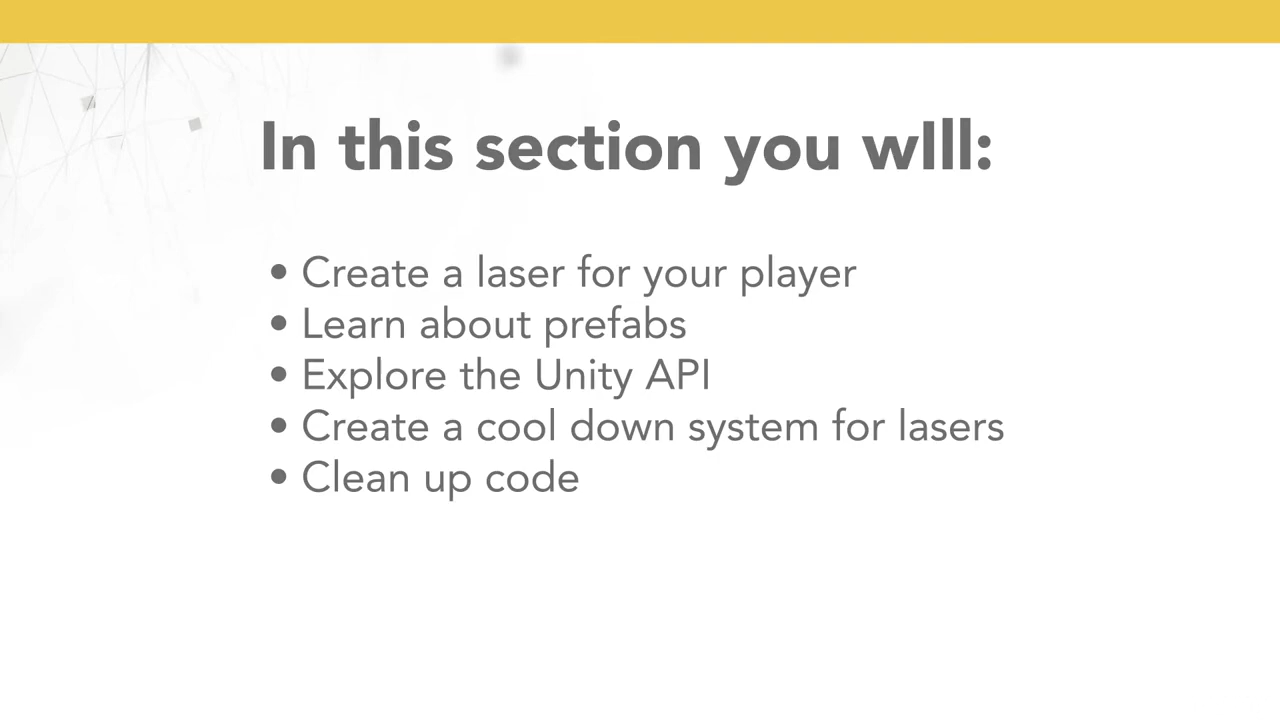 In this section you wIll:
• Create a laser for your player
• Learn about prefabs
• Explore the Unity API
• Create a cool down system for lasers
• Clean up code